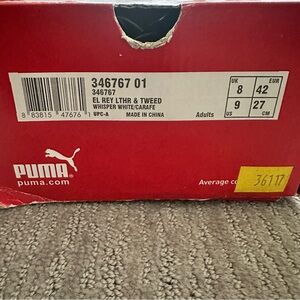 346767 01
346767
EL REY LTHR & TWEED
WHISPER WHITE/CARAFE
8 83815 47676 1 UPC-A MADE IN CHINA Adults
UK EUR
8 42
9 27
US CM
PUMA
puma.com
Average co
36117